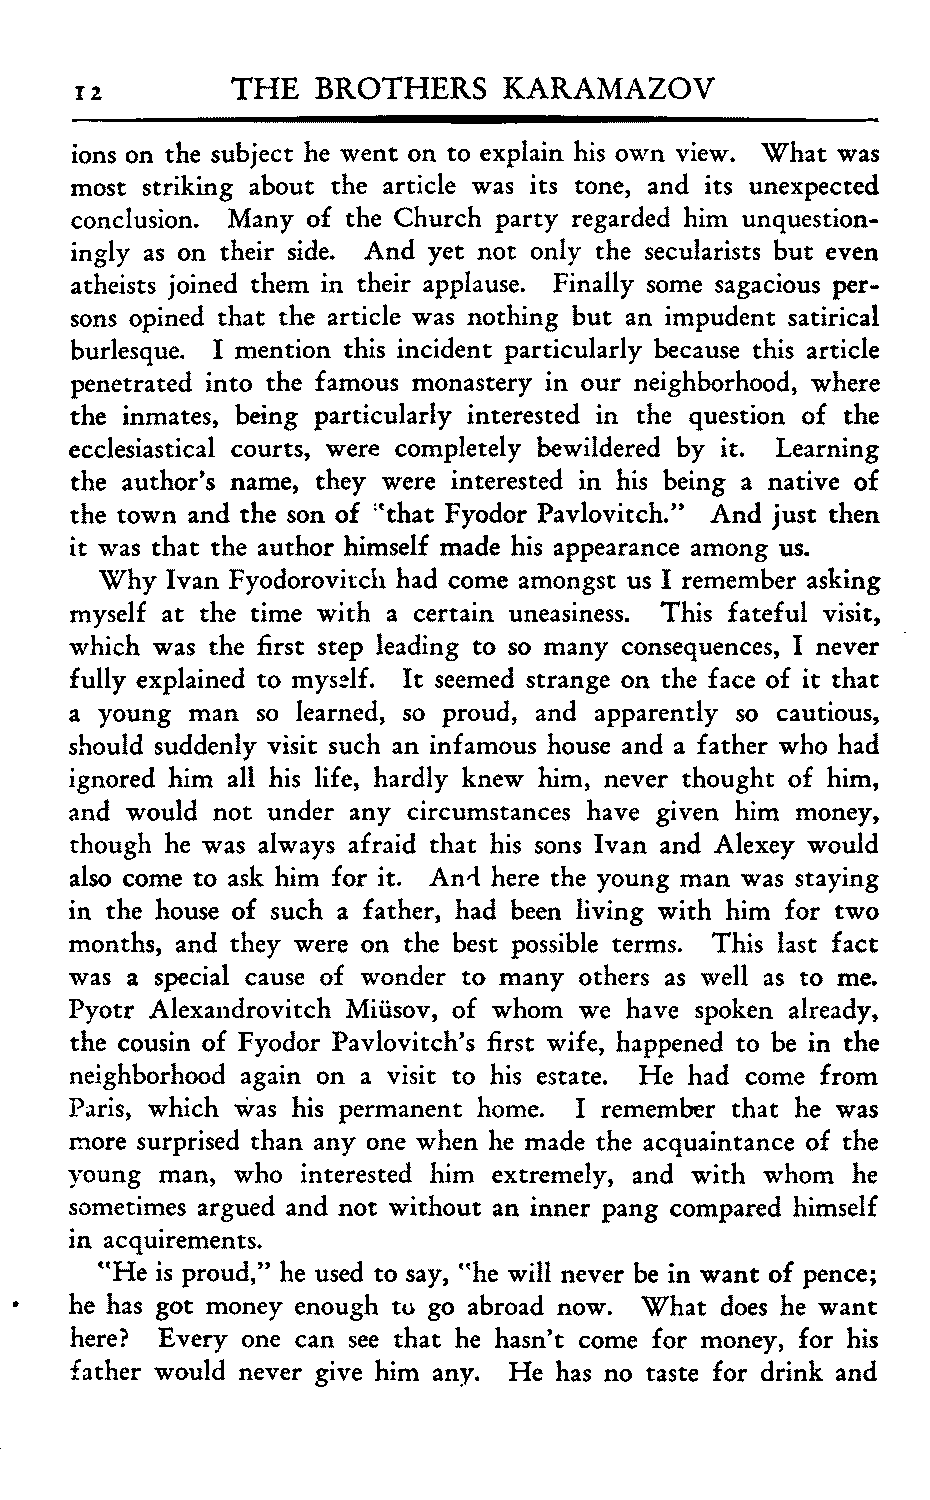 12 THE BROTHERS KARAMAZOV
ions on the subject he went on to explain his own view. What was
most striking about the article was its tone, and its unexpected
conclusion. Many of the Church party regarded him unquestion-
ingly as on their side. And yet not only the secularists but even
atheists joined them in their applause. Finally some sagacious per-
sons opined that the article was nothing but an impudent satirical
burlesque. I mention this incident particularly because this article
penetrated into the famous monastery in our neighborhood, where
the inmates, being particularly interested in the question of the
ecclesiastical courts, were completely bewildered by it. Learning
the author's name, they were interested in his being a native of
the town and the son of "that Fyodor Pavlovitch." And just then
it was that the author himself made his appearance among us.
Why Ivan Fyodorovitch had come amongst us I remember asking
myself at the time with a certain uneasiness. This fateful visit,
which was the first step leading to so many consequences, I never
fully explained to myself. It seemed strange on the face of it that
a young man so learned, so proud, and apparently so cautious,
should suddenly visit such an infamous house and a father who had
ignored him all his life, hardly knew him, never thought of him,
and would not under any circumstances have given him money,
though he was always afraid that his sons Ivan and Alexey would
also come to ask him for it. And here the young man was staying
in the house of such a father, had been living with him for two
months, and they were on the best possible terms. This last fact
was a special cause of wonder to many others as well as to me.
Pyotr Alexandrovitch Miüsov, of whom we have spoken already,
the cousin of Fyodor Pavlovitch's first wife, happened to be in the
neighborhood again on a visit to his estate. He had come from
Paris, which was his permanent home. I remember that he was
more surprised than any one when he made the acquaintance of the
young man, who interested him extremely, and with whom he
sometimes argued and not without an inner pang compared himself
in acquirements.
"He is proud," he used to say, "he will never be in want of pence;
he has got money enough to go abroad now. What does he want
here? Every one can see that he hasn't come for money, for his
father would never give him any. He has no taste for drink and